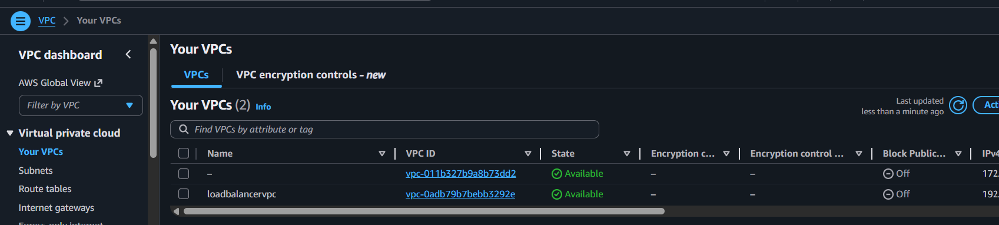 VPC > Your VPCs
VPC dashboard
AWS Global View
Filter by VPC
Virtual private cloud
Your VPCs
Subnets
Route tables
Internet gateways
Your VPCs
VPCs
VPC encryption controls - new
Your VPCs (2) Info
Last updated
less than a minute ago
Act
Find VPCs by attribute or tag
Name VPC ID State Encryption c... Encryption control ... Block Public... IPv4
– vpc-011b327b9a8b73dd2 Available – – Off 172.
loadbalancervpc vpc-0adb79b7bebb3292e Available – – Off 192.